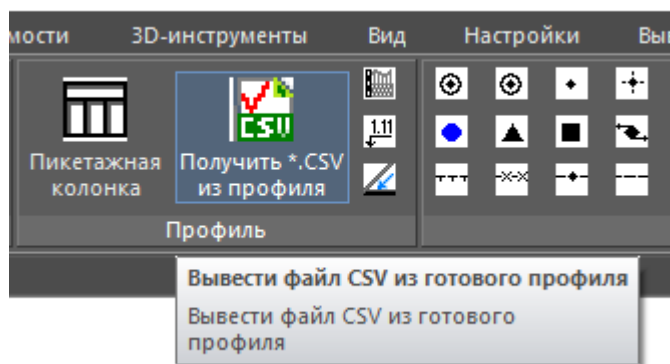 мости 3D-инструменты Вид Настройки Вы
Пикетажная
колонка
CSV
Получить *.CSV
из профиля
1.11
Профиль
Вывести файл CSV из готового профиля
Вывести файл CSV из готового
профиля